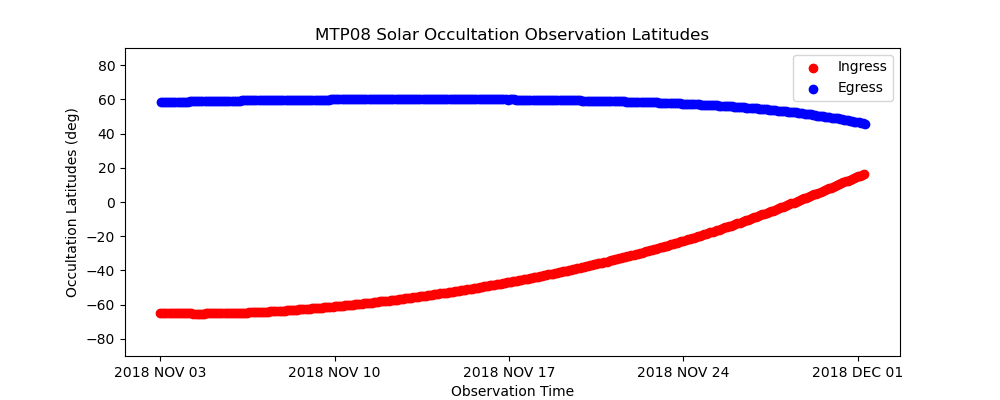 MTP08 Solar Occultation Observation Latitudes
Ingress
Egress
Occultation Latitudes (deg)
80
60
40
20
0
−20
−40
−60
−80
2018 NOV 03
2018 NOV 10
2018 NOV 17
2018 NOV 24
2018 DEC 01
Observation Time